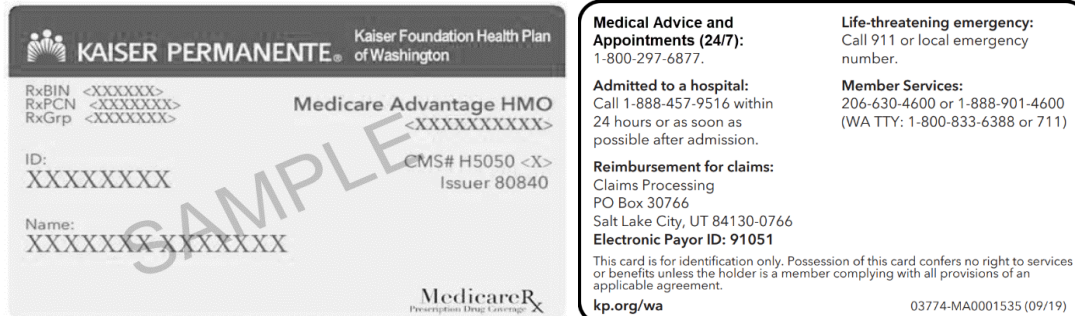 KAISER PERMANENTE®
Kaiser Foundation Health Plan
of Washington
RxBIN <XXXXXX>
RxPCN <XXXXXXX>
RxGrp <XXXXXXX>
Medicare Advantage HMO
<XXXXXXXXXX>
ID:
XXXXXXXX
CMS# H5050 <X>
Issuer 80840
SAMPLE
Name:
XXXXXXX XXXXXXX
MedicareRx
Prescription Drug Coverage
Medical Advice and
Appointments (24/7):
1-800-297-6877.
Admitted to a hospital:
Call 1-888-457-9516 within
24 hours or as soon as
possible after admission.
Reimbursement for claims:
Claims Processing
PO Box 30766
Salt Lake City, UT 84130-0766
Electronic Payor ID: 91051
Life-threatening emergency:
Call 911 or local emergency
number.
Member Services:
206-630-4600 or 1-888-901-4600
(WA TTY: 1-800-833-6388 or 711)
This card is for identification only. Possession of this card confers no right to services
or benefits unless the holder is a member complying with all provisions of an
applicable agreement.
kp.org/wa
03774-MA0001535 (09/19)